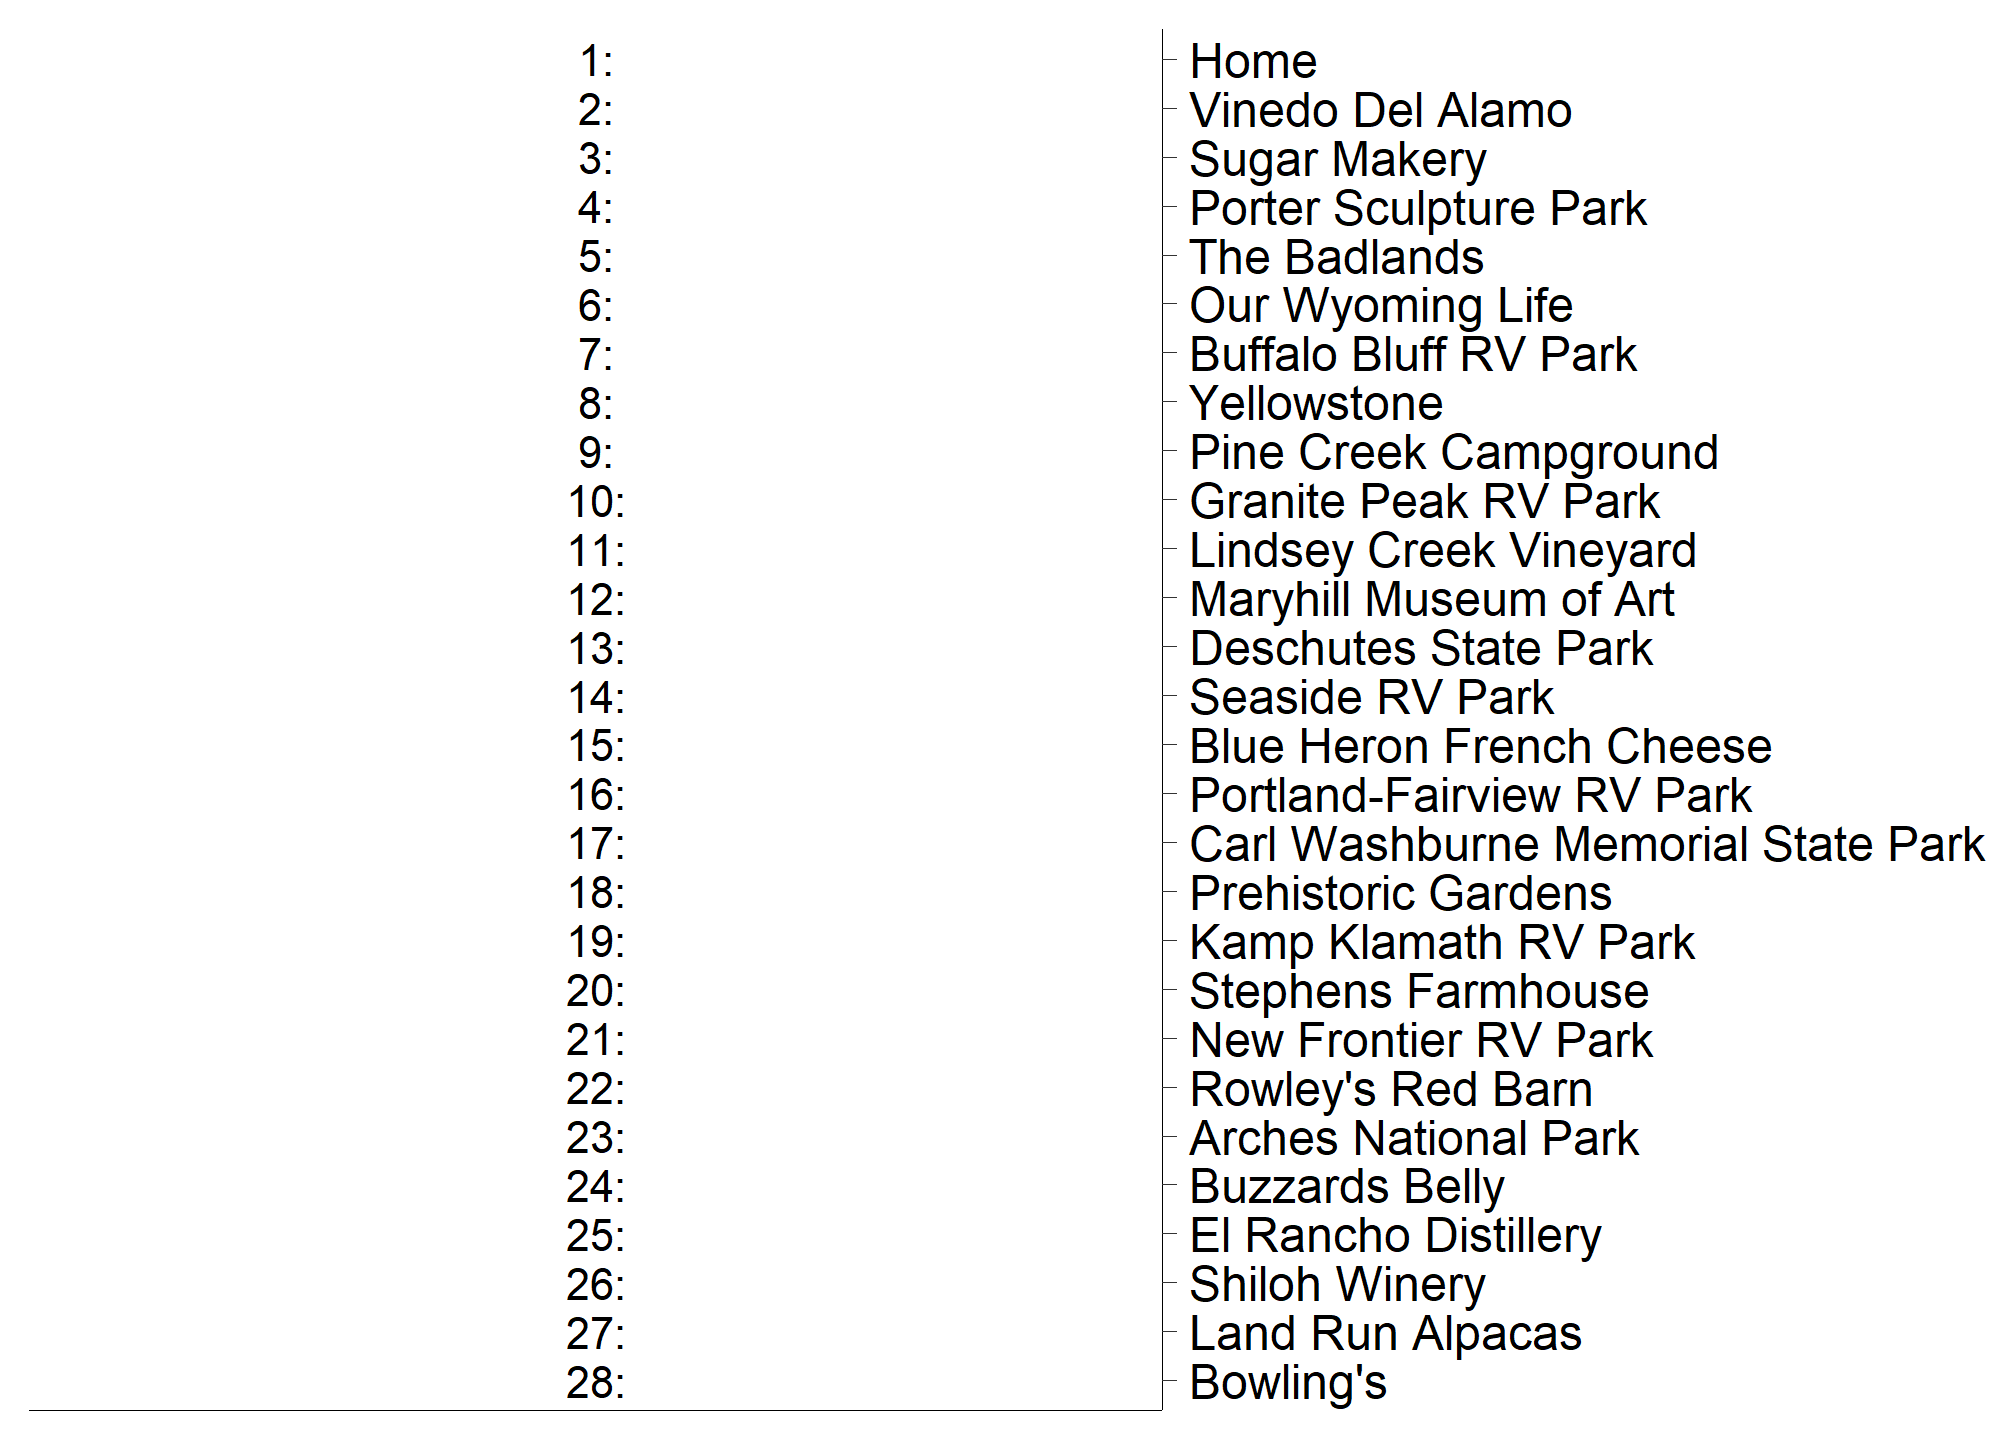 1: Home
2: Vinedo Del Alamo
3: Sugar Makery
4: Porter Sculpture Park
5: The Badlands
6: Our Wyoming Life
7: Buffalo Bluff RV Park
8: Yellowstone
9: Pine Creek Campground
10: Granite Peak RV Park
11: Lindsey Creek Vineyard
12: Maryhill Museum of Art
13: Deschutes State Park
14: Seaside RV Park
15: Blue Heron French Cheese
16: Portland-Fairview RV Park
17: Carl Washburne Memorial State Park
18: Prehistoric Gardens
19: Kamp Klamath RV Park
20: Stephens Farmhouse
21: New Frontier RV Park
22: Rowley's Red Barn
23: Arches National Park
24: Buzzards Belly
25: El Rancho Distillery
26: Shiloh Winery
27: Land Run Alpacas
28: Bowling's